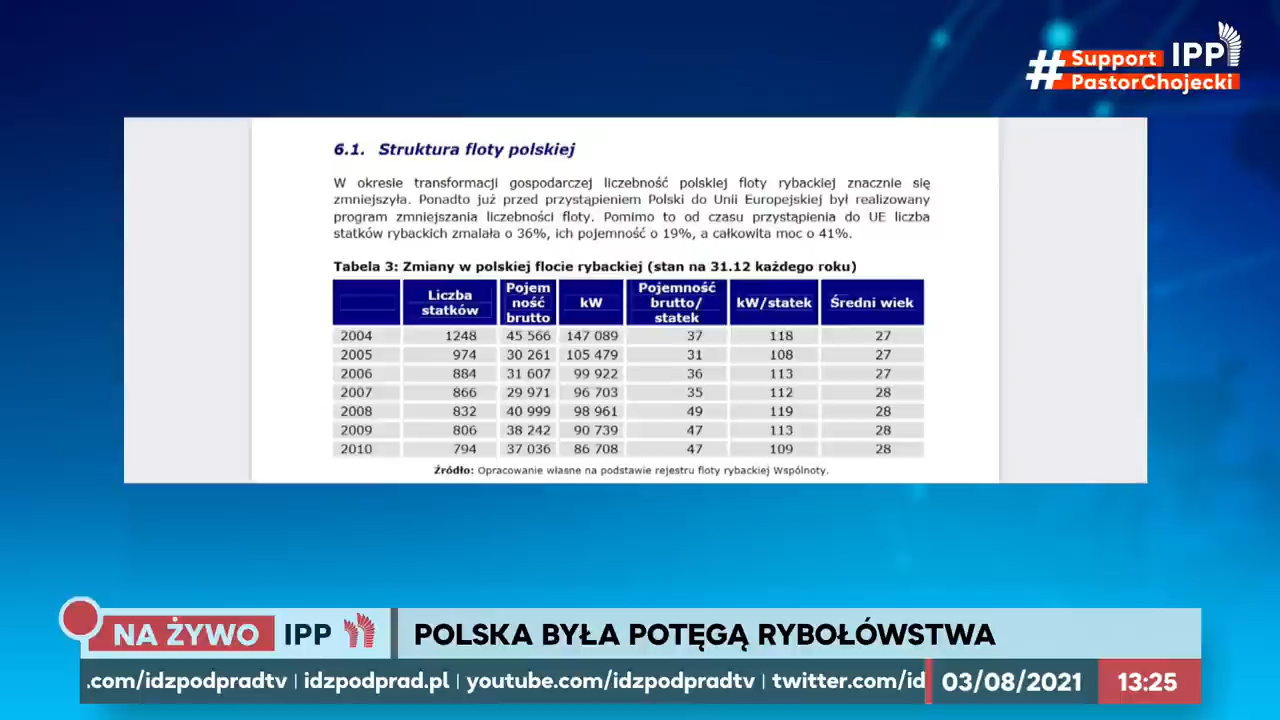 #Support IPP
PastorChojecki
6.1. Struktura floty polskiej
W okresie transformacji gospodarczej liczebność polskiej floty rybackiej znacznie się
zmniejszyła. Ponadto już przed przystąpieniem Polski do Unii Europejskiej był realizowany
program zmniejszania liczebności floty. Pomimo to od czasu przystąpienia do UE liczba
statków rybackich zmalała o 36%, ich pojemność o 19%, a całkowita moc o 41%.
Tabela 3: Zmiany w polskiej flocie rybackiej (stan na 31.12 każdego roku)
Liczba statków Pojemność brutto kW Pojemność brutto/ statek kW/statek Średni wiek
2004 1248 45 566 147 089 37 118 27
2005 974 30 261 105 479 31 108 27
2006 884 31 607 99 922 36 113 27
2007 866 29 971 96 703 35 112 28
2008 832 40 999 98 961 49 119 28
2009 806 38 242 90 739 47 113 28
2010 794 37 036 86 708 47 109 28
Źródło: Opracowanie własne na podstawie rejestru floty rybackiej Wspólnoty.
NA ŻYWO IPP POLSKA BYŁA POTĘGĄ RYBOŁÓWSTWA
.com/idzpodpradtv | idzpodprad.pl | youtube.com/idzpodpradtv | twitter.com/id 03/08/2021 13:25